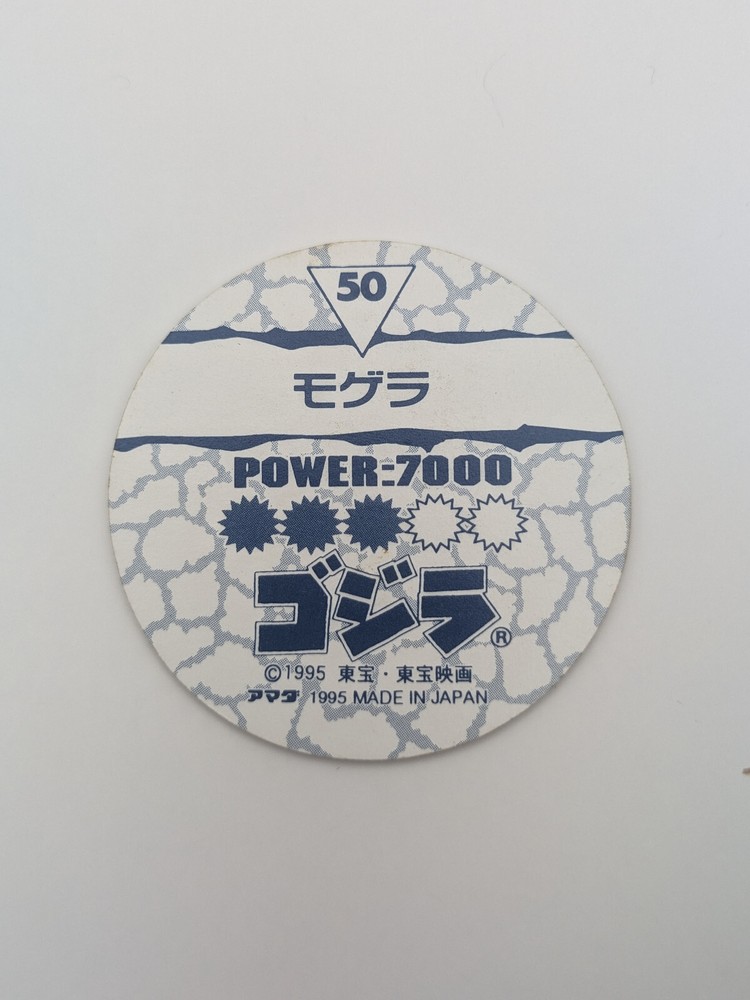 50
モゲラ
POWER:7000
ゴジラ®
©1995 東宝・東宝映画
アマダ 1995 MADE IN JAPAN